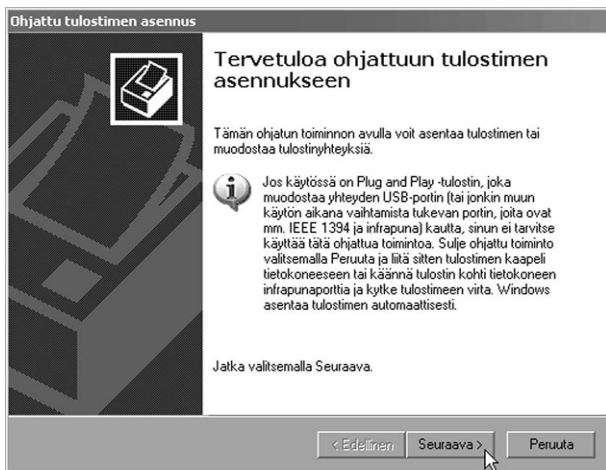 Ohjattu tulostimen asennus
Tervetuloa ohjattuun tulostimen
asennukseen
Tämän ohjatun toiminnon avulla voit asentaa tulostimen tai
muodostaa tulostinyhteyksiä.
Jos käytössä on Plug and Play -tulostin, joka
muodostaa yhteyden USB-portin (tai jonkin muun
käytön aikana vaihtamista tukevan portin, joita ovat
mm. IEEE 1394 ja infrapuna) kautta, sinun ei tarvitse
käyttää tätä ohjattua toimintoa. Sulje ohjattu toiminto
valitsemalla Peruuta ja liitä sitten tulostimen kaapeli
tietokoneeseen tai käännä tulostin kohti tietokoneen
infrapunaporttia ja kytke tulostimeen virta. Windows
asentaa tulostimen automaattisesti.
Jatka valitsemalla Seuraava.
< Edellinen Seuraava > Peruuta